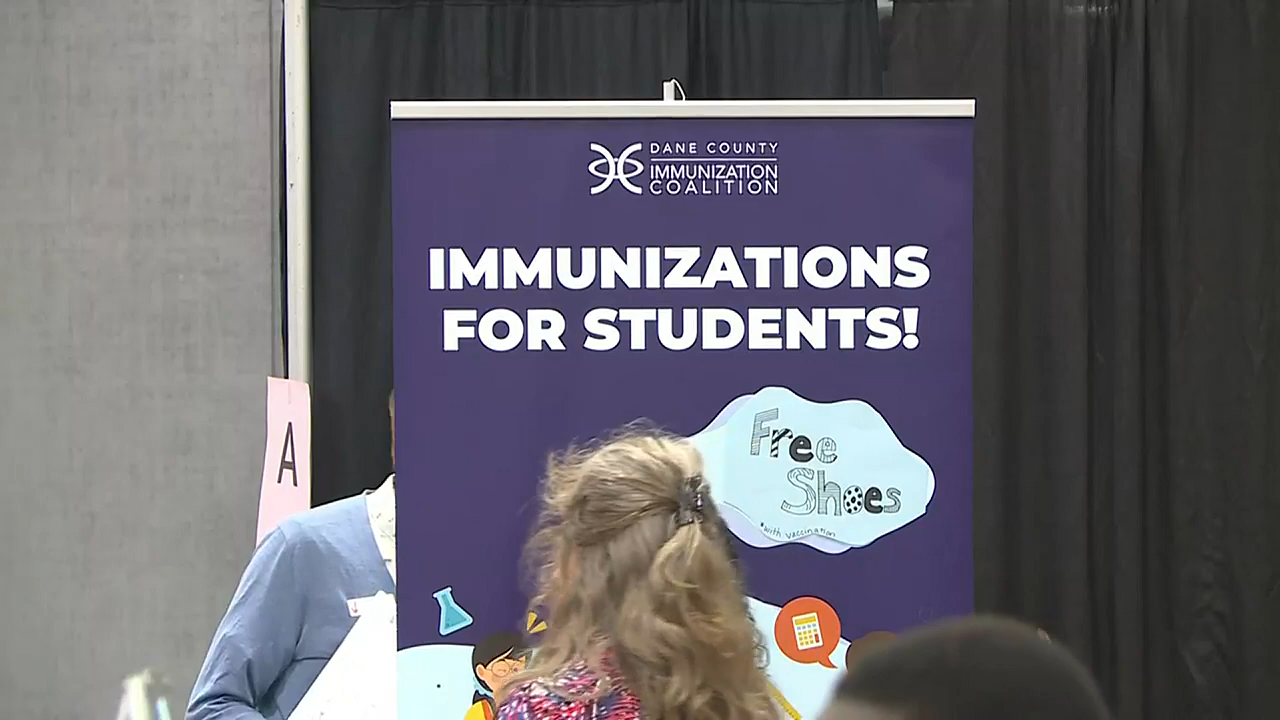 DANE COUNTY
IMMUNIZATION
COALITION
IMMUNIZATIONS
FOR STUDENTS!
Free
Shoes
*with vaccination
A